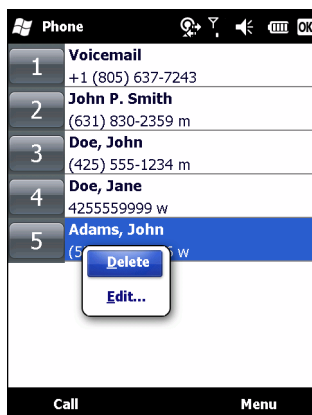 Phone
OK
1
Voicemail
+1 (805) 637-7243
2
John P. Smith
(631) 830-2359 m
3
Doe, John
(425) 555-1234 m
4
Doe, Jane
4255559999 w
5
Adams, John
w
Delete
Edit...
Call
Menu